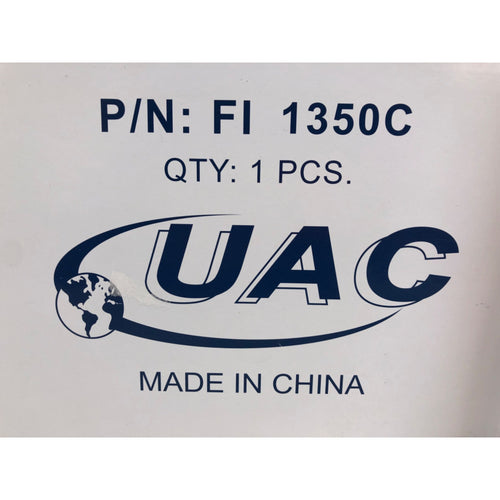 P/N: FI 1350C
QTY: 1 PCS.
UAC
MADE IN CHINA